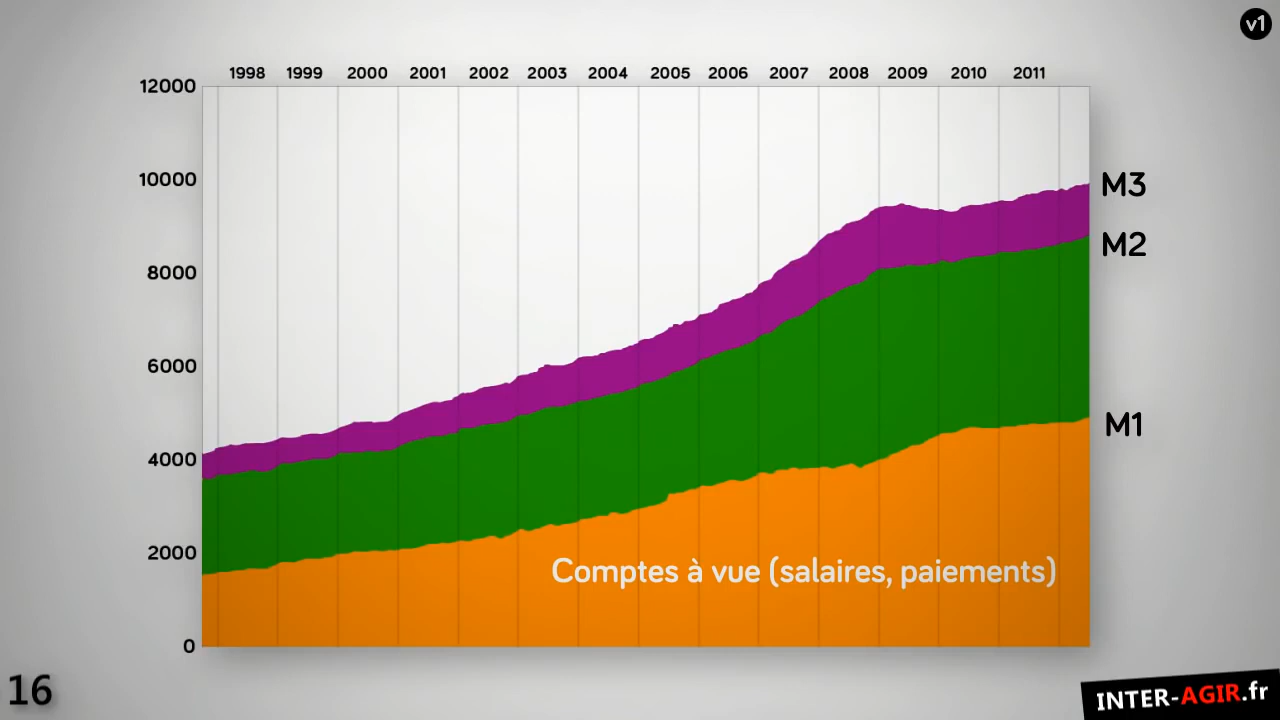 v1
1998 1999 2000 2001 2002 2003 2004 2005 2006 2007 2008 2009 2010 2011
12000
10000
M3
M2
8000
6000
M1
4000
2000
Comptes à vue (salaires, paiements)
0
16
INTER-AGIR.fr